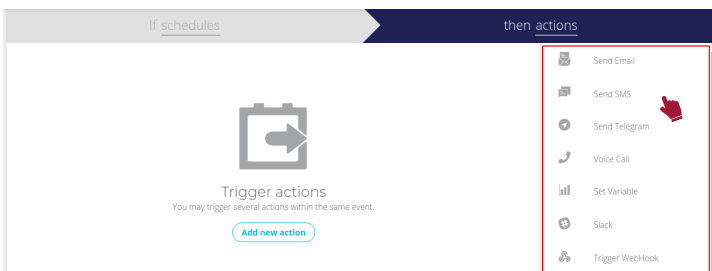 If schedules
then actions
Trigger actions
You may trigger several actions within the same event.
Add new action
Send Email
Send SMS
Send Telegram
Voice Call
Set Variable
Slack
Trigger WebHook